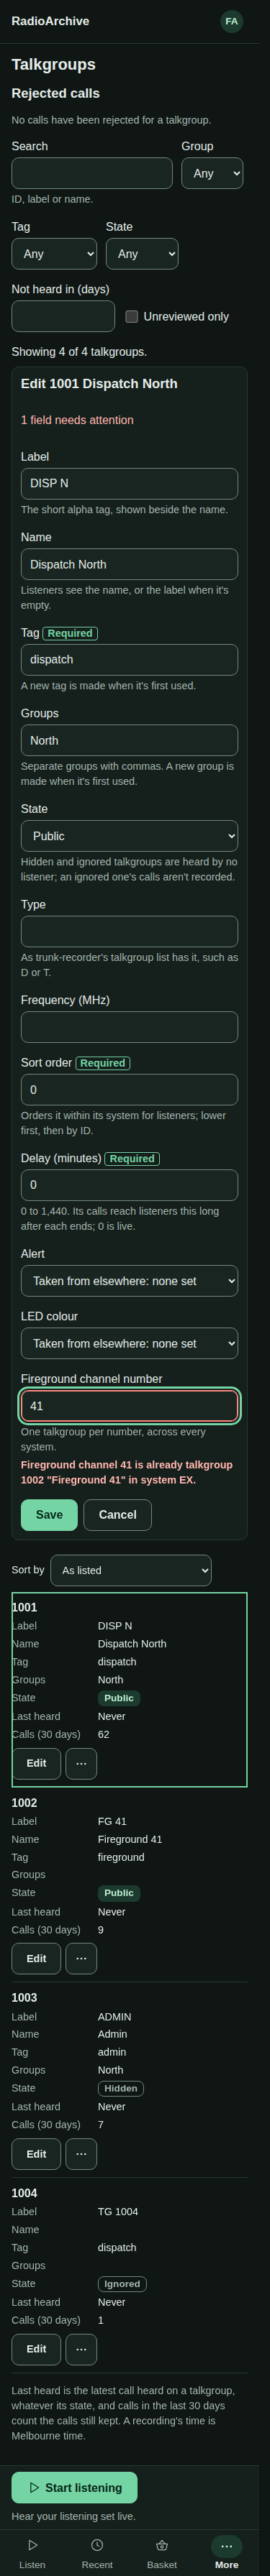 RadioArchive
FA
Talkgroups
Rejected calls
No calls have been rejected for a talkgroup.
Search
Group
Any
ID, label or name.
Tag
State
Any
Any
Not heard in (days)
Unreviewed only
Showing 4 of 4 talkgroups.
Edit 1001 Dispatch North
1 field needs attention
Label
DISP N
The short alpha tag, shown beside the name.
Name
Dispatch North
Listeners see the name, or the label when it's
empty.
Tag Required
dispatch
A new tag is made when it's first used.
Groups
North
Separate groups with commas. A new group is
made when it's first used.
State
Public
Hidden and ignored talkgroups are heard by no
listener; an ignored one's calls aren't recorded.
Type
As trunk-recorder's talkgroup list has it, such as
D or T.
Frequency (MHz)
Sort order Required
0
Orders it within its system for listeners; lower
first, then by ID.
Delay (minutes) Required
0
0 to 1,440. Its calls reach listeners this long
after each ends; 0 is live.
Alert
Taken from elsewhere: none set
LED colour
Taken from elsewhere: none set
Fireground channel number
41
One talkgroup per number, across every
system.
Fireground channel 41 is already talkgroup
1002 "Fireground 41" in system EX.
Save
Cancel
Sort by
As listed
1001
Label DISP N
Name Dispatch North
Tag dispatch
Groups North
State Public
Last heard Never
Calls (30 days) 62
Edit ···
1002
Label FG 41
Name Fireground 41
Tag fireground
Groups
State Public
Last heard Never
Calls (30 days) 9
Edit ···
1003
Label ADMIN
Name Admin
Tag admin
Groups North
State Hidden
Last heard Never
Calls (30 days) 7
Edit ···
1004
Label TG 1004
Name
Tag dispatch
Groups
State Ignored
Last heard Never
Calls (30 days) 1
Edit ···
Last heard is the latest call heard on a talkgroup,
whatever its state, and calls in the last 30 days
count the calls still kept. A recording's time is
Melbourne time.
Start listening
Hear your listening set live.
Listen
Recent
Basket
More